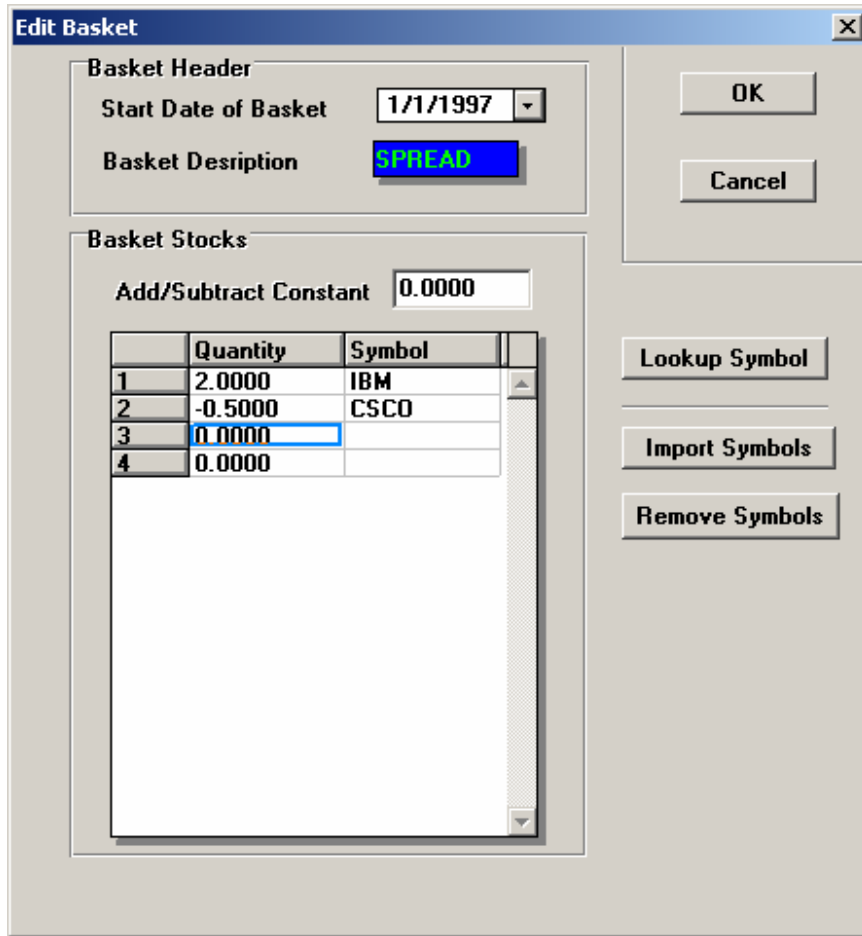 Edit Basket
Basket Header
Start Date of Basket 1/1/1997
Basket Desription SPREAD
OK
Cancel
Basket Stocks
Add/Subtract Constant 0.0000
Quantity Symbol
1 2.0000 IBM
2 -0.5000 CSCO
3 0.0000
4 0.0000
Lookup Symbol
Import Symbols
Remove Symbols